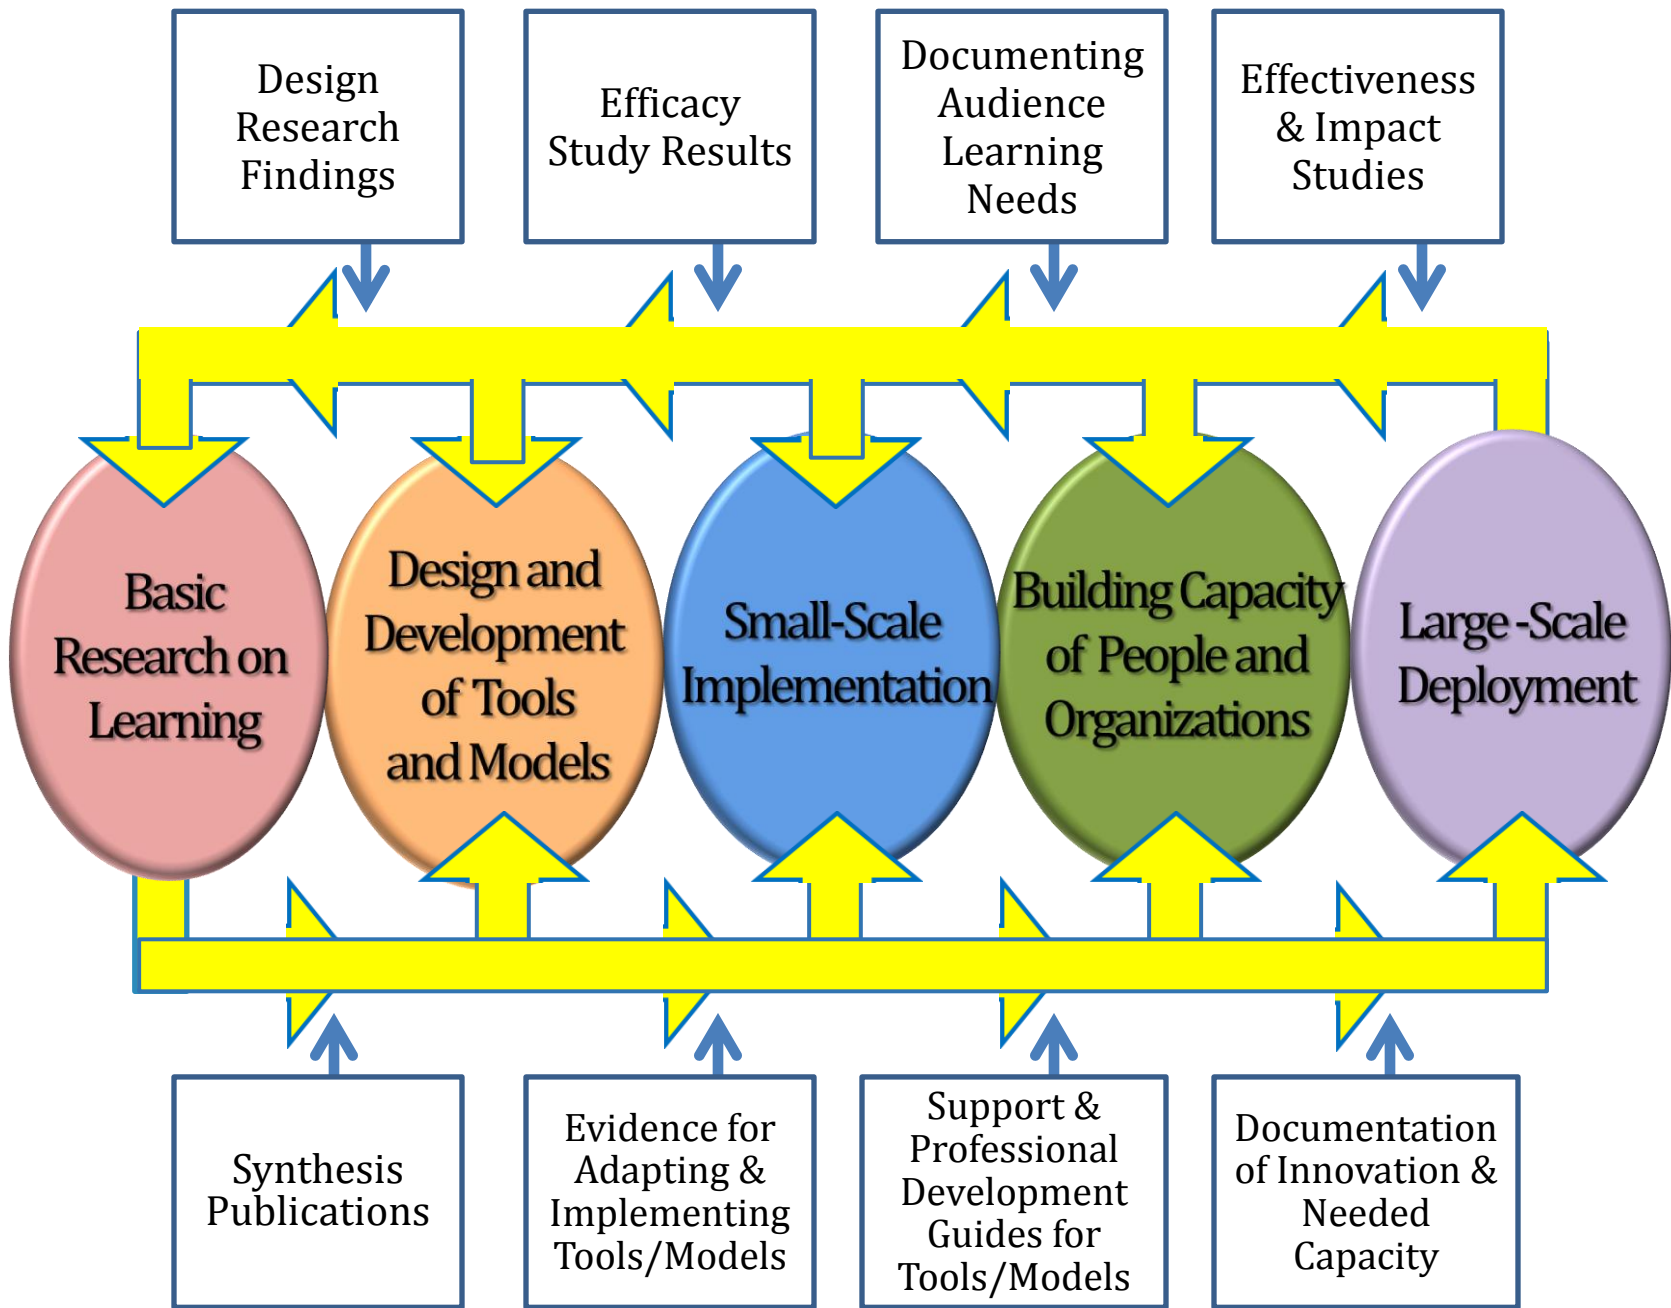 Design
Research
Findings
Efficacy
Study Results
Documenting
Audience
Learning
Needs
Effectiveness
& Impact
Studies
Basic
Research on
Learning
Design and
Development
of Tools
and Models
Small-Scale
Implementation
Building Capacity
of People and
Organizations
Large -Scale
Deployment
Synthesis
Publications
Evidence for
Adapting &
Implementing
Tools/Models
Support &
Professional
Development
Guides for
Tools/Models
Documentation
of Innovation &
Needed
Capacity